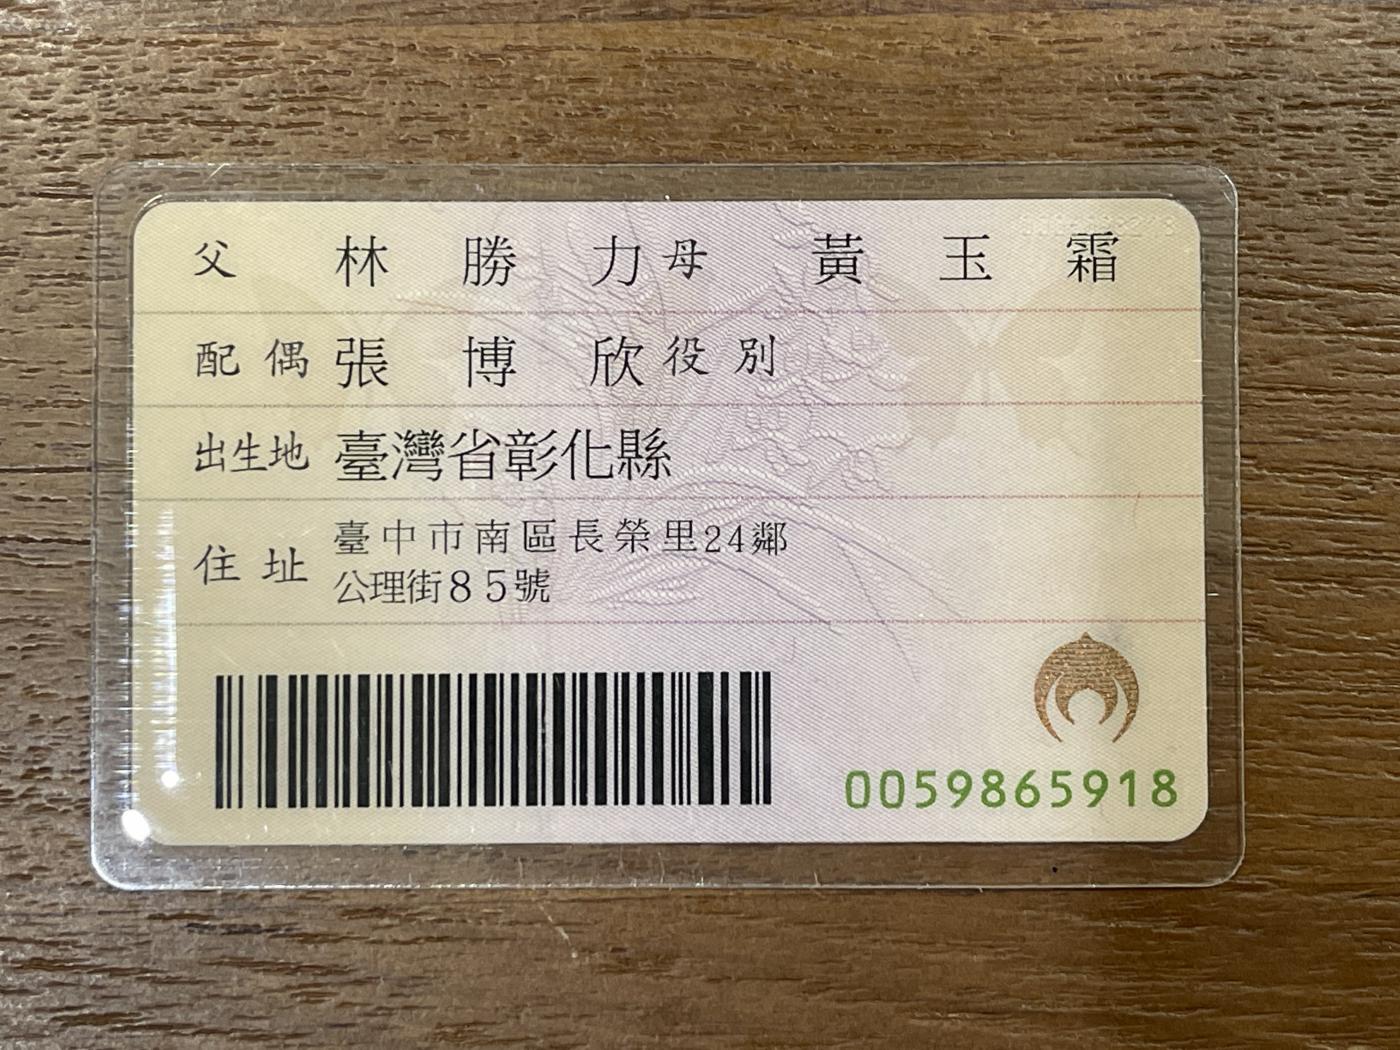 父 林勝力 母 黃玉霜
配偶 張博欣 役別
出生地 臺灣省彰化縣
住址 臺中市南區長榮里24鄰
公理街85號
0059865918